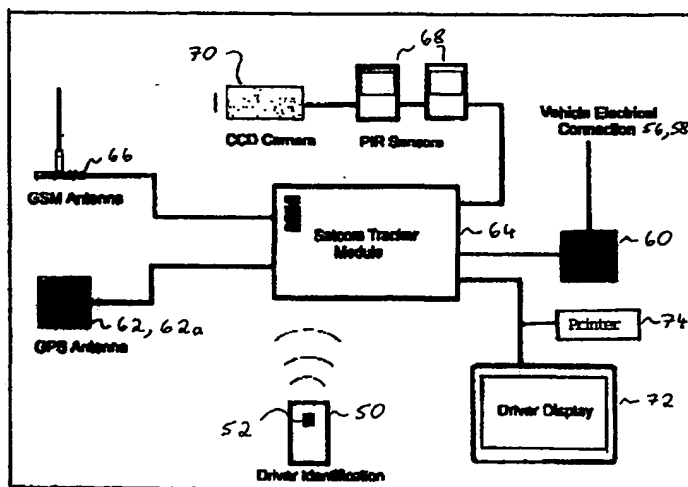 70
68
CCD Camera
PIR Sensors
Vehicle Electrical
Connection 56,58
66
GSM Antenna
Satcom Tracker
Module
64
60
62, 62a
GPS Antenna
Printer
74
52
50
Driver Display
72
Driver Identification